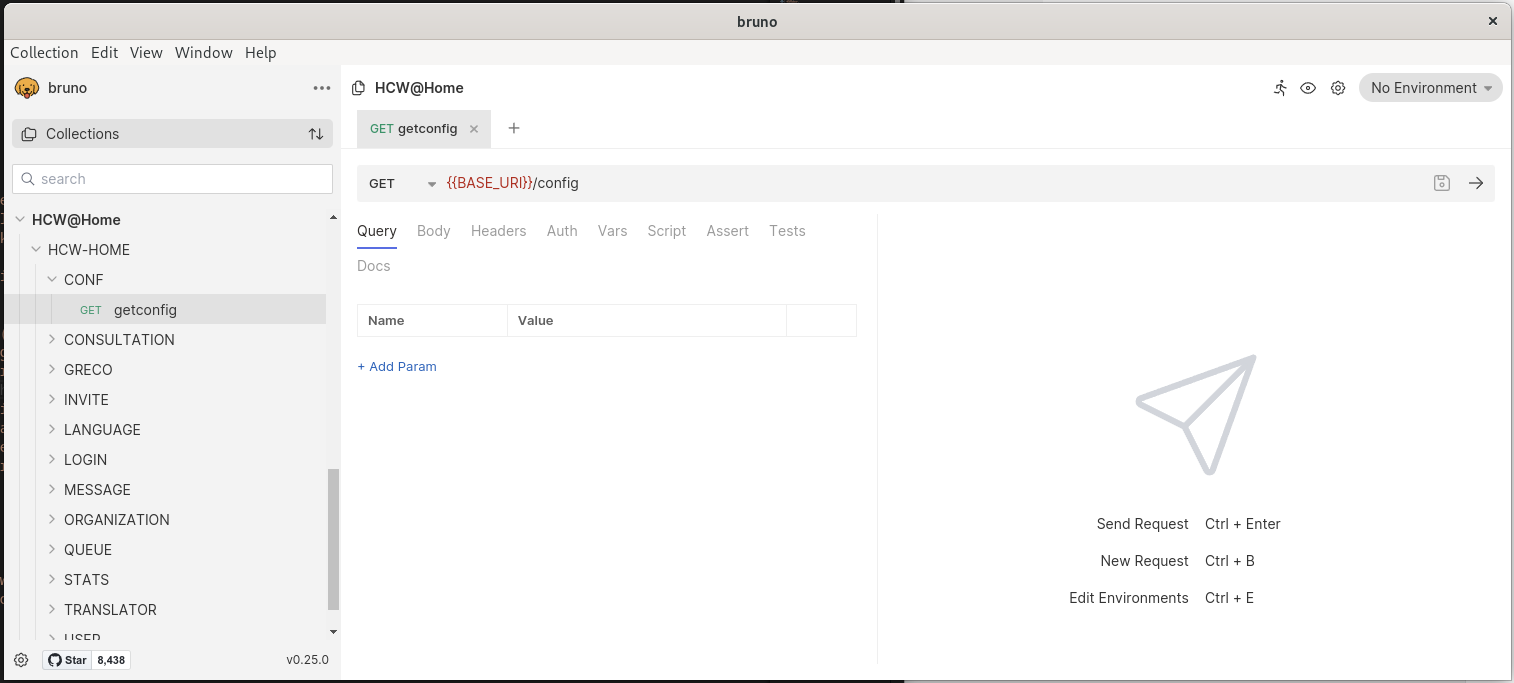 bruno
Collection Edit View Window Help
bruno
HCW@Home
No Environment
Collections
GET getconfig
search
GET
{{BASE_URI}}/config
HCW@Home
HCW-HOME
CONF
GET getconfig
CONSULTATION
GRECO
INVITE
LANGUAGE
LOGIN
MESSAGE
ORGANIZATION
QUEUE
STATS
TRANSLATOR
USER
Star 8,438
v0.25.0
Query Body Headers Auth Vars Script Assert Tests
Docs
Name Value
+ Add Param
Send Request Ctrl + Enter
New Request Ctrl + B
Edit Environments Ctrl + E